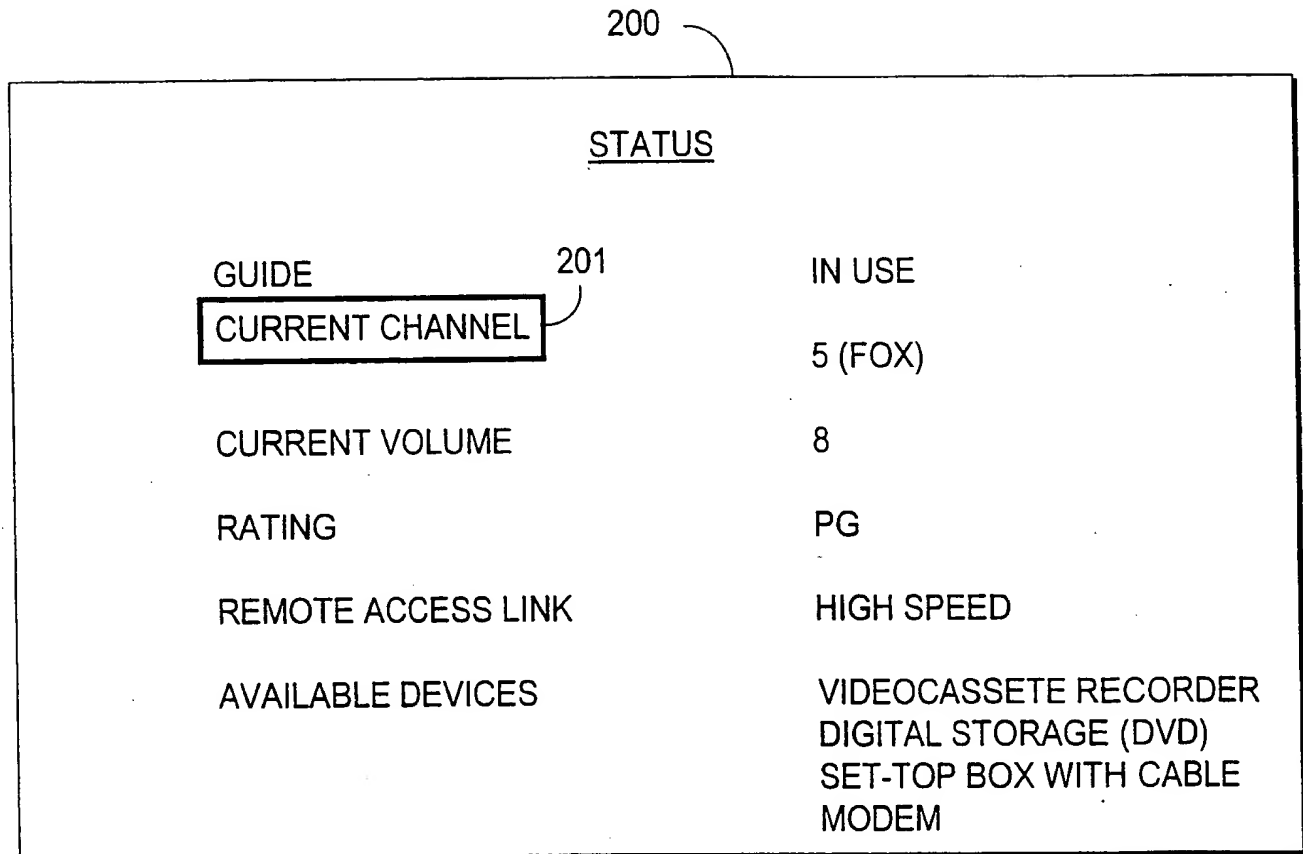 200
STATUS
GUIDE 201 IN USE
CURRENT CHANNEL 5 (FOX)
CURRENT VOLUME 8
RATING PG
REMOTE ACCESS LINK HIGH SPEED
AVAILABLE DEVICES VIDEOCASSETE RECORDER
DIGITAL STORAGE (DVD)
SET-TOP BOX WITH CABLE
MODEM